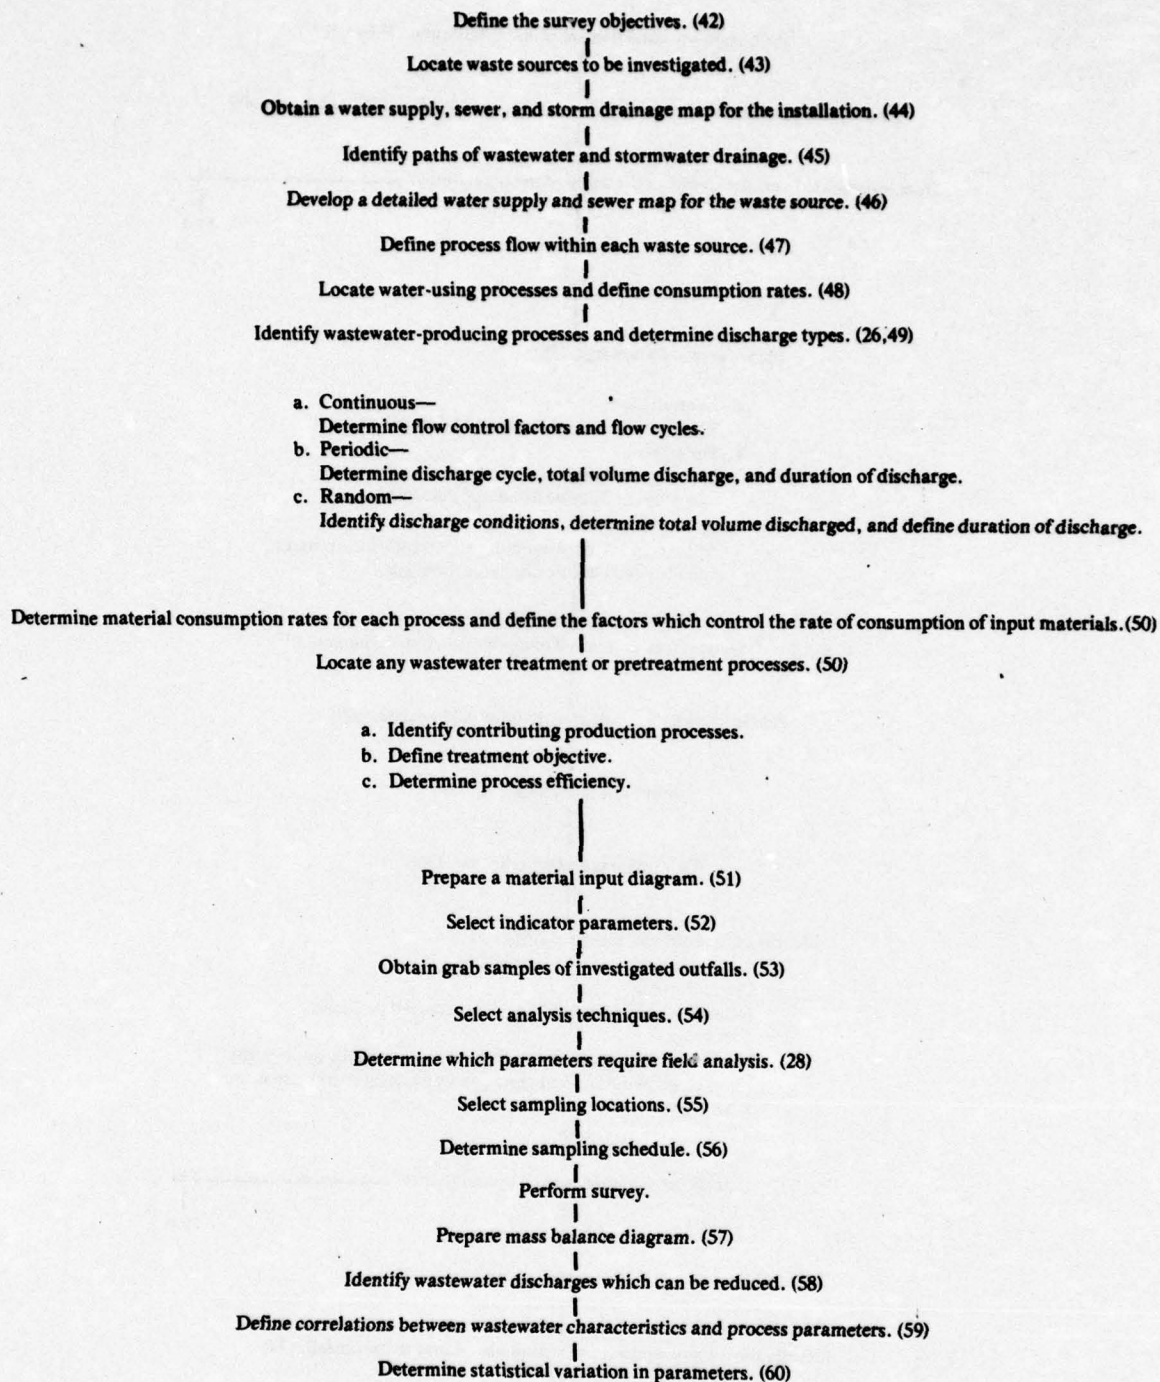 Define the survey objectives. (42)
Locate waste sources to be investigated. (43)
Obtain a water supply, sewer, and storm drainage map for the installation. (44)
Identify paths of wastewater and stormwater drainage. (45)
Develop a detailed water supply and sewer map for the waste source. (46)
Define process flow within each waste source. (47)
Locate water-using processes and define consumption rates. (48)
Identify wastewater-producing processes and determine discharge types. (26,49)
a. Continuous—
Determine flow control factors and flow cycles.
b. Periodic—
Determine discharge cycle, total volume discharge, and duration of discharge.
c. Random—
Identify discharge conditions, determine total volume discharged, and define duration of discharge.
Determine material consumption rates for each process and define the factors which control the rate of consumption of input materials.(50)
Locate any wastewater treatment or pretreatment processes. (50)
a. Identify contributing production processes.
b. Define treatment objective.
c. Determine process efficiency.
Prepare a material input diagram. (51)
Select indicator parameters. (52)
Obtain grab samples of investigated outfalls. (53)
Select analysis techniques. (54)
Determine which parameters require field analysis. (28)
Select sampling locations. (55)
Determine sampling schedule. (56)
Perform survey.
Prepare mass balance diagram. (57)
Identify wastewater discharges which can be reduced. (58)
Define correlations between wastewater characteristics and process parameters. (59)
Determine statistical variation in parameters. (60)